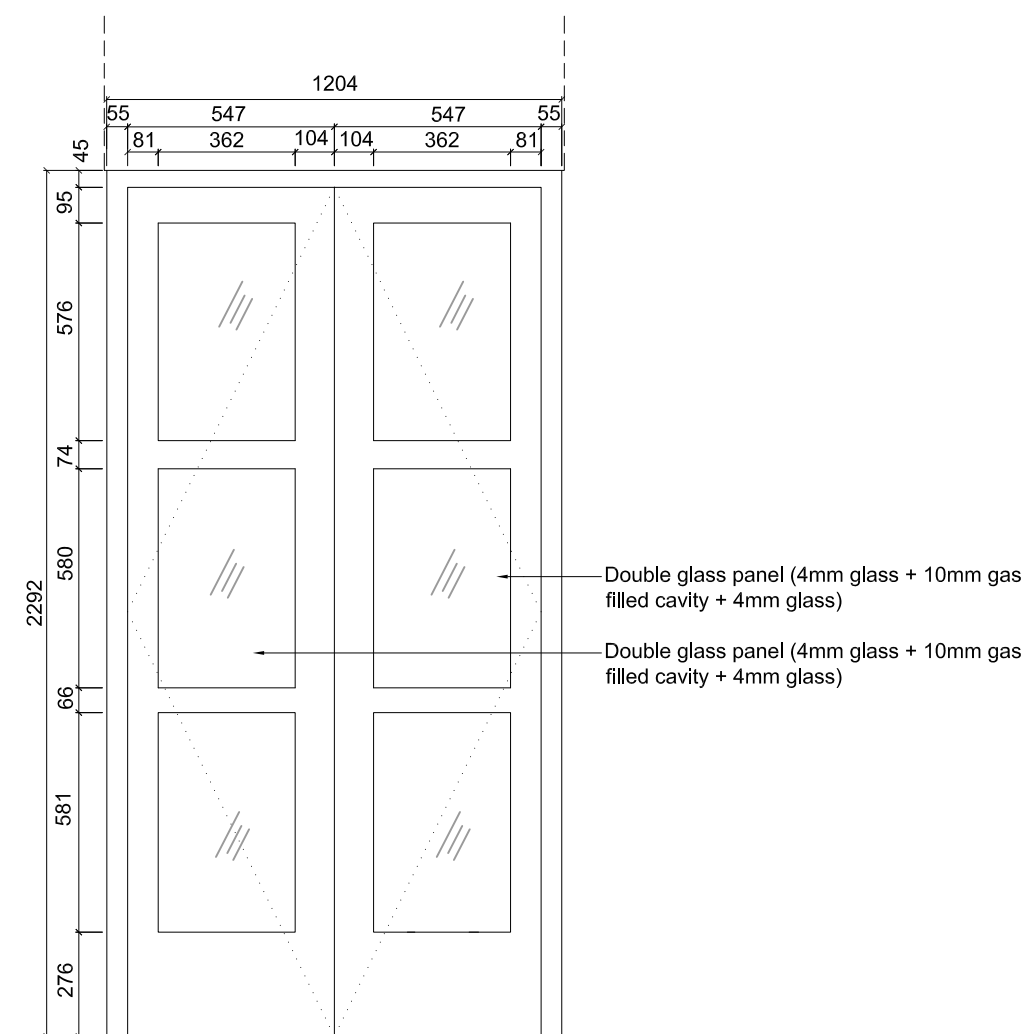 1204
55 547 547 55
81 362 104 104 362 81
45
95
576
74
580
2292
66
581
276
Double glass panel (4mm glass + 10mm gas
filled cavity + 4mm glass)
Double glass panel (4mm glass + 10mm gas
filled cavity + 4mm glass)